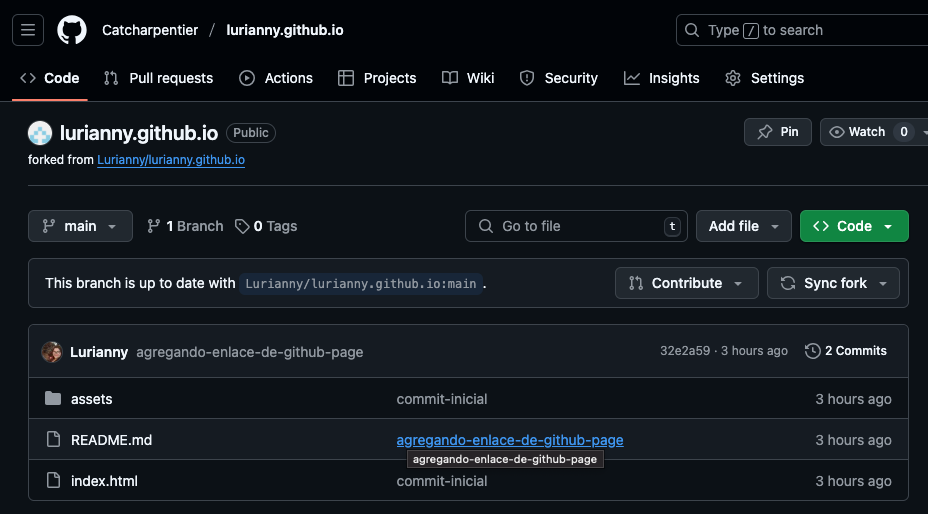 Catcharpentier / lurianny.github.io
Type / to search
Code Pull requests Actions Projects Wiki Security Insights Settings
lurianny.github.io Public
Pin Watch 0
forked from Lurianny/lurianny.github.io
main 1 Branch 0 Tags
Go to file t Add file Code
This branch is up to date with Lurianny/lurianny.github.io:main .
Contribute Sync fork
Lurianny agregando-enlace-de-github-page 32e2a59 · 3 hours ago 2 Commits
assets commit-inicial 3 hours ago
README.md agregando-enlace-de-github-page 3 hours ago
agregando-enlace-de-github-page
index.html commit-inicial 3 hours ago